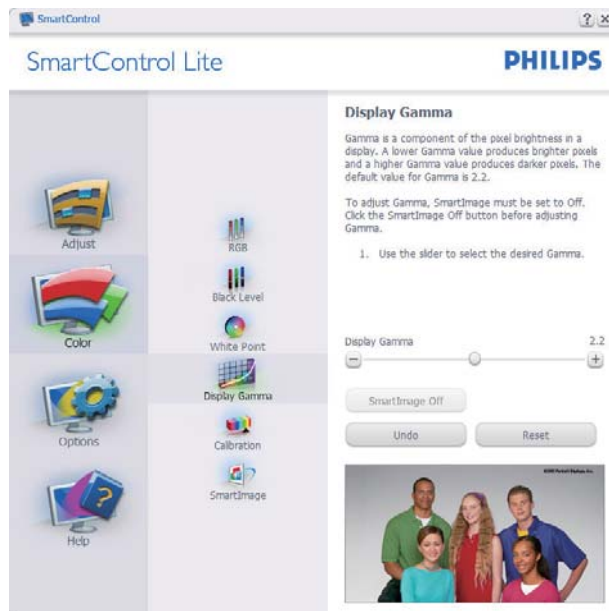 SmartControl
SmartControl Lite
PHILIPS
Adjust
Color
Options
Help
RGB
Black Level
White Point
Display Gamma
Calibration
SmartImage
Display Gamma
Gamma is a component of the pixel brightness in a
display. A lower Gamma value produces brighter pixels
and a higher Gamma value produces darker pixels. The
default value for Gamma is 2.2.
To adjust Gamma, SmartImage must be set to Off.
Click the SmartImage Off button before adjusting
Gamma.
1. Use the slider to select the desired Gamma.
Display Gamma 2.2
SmartImage Off
Undo Reset